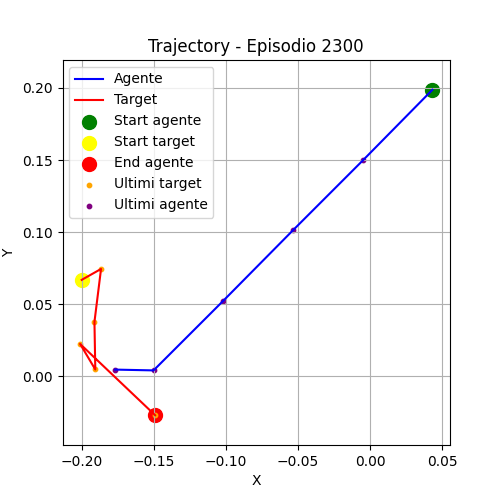 Trajectory - Episodio 2300
Agente
Target
Start agente
Start target
End agente
Ultimi target
Ultimi agente
0.20
0.15
0.10
0.05
0.00
Y
−0.20 −0.15 −0.10 −0.05 0.00 0.05
X